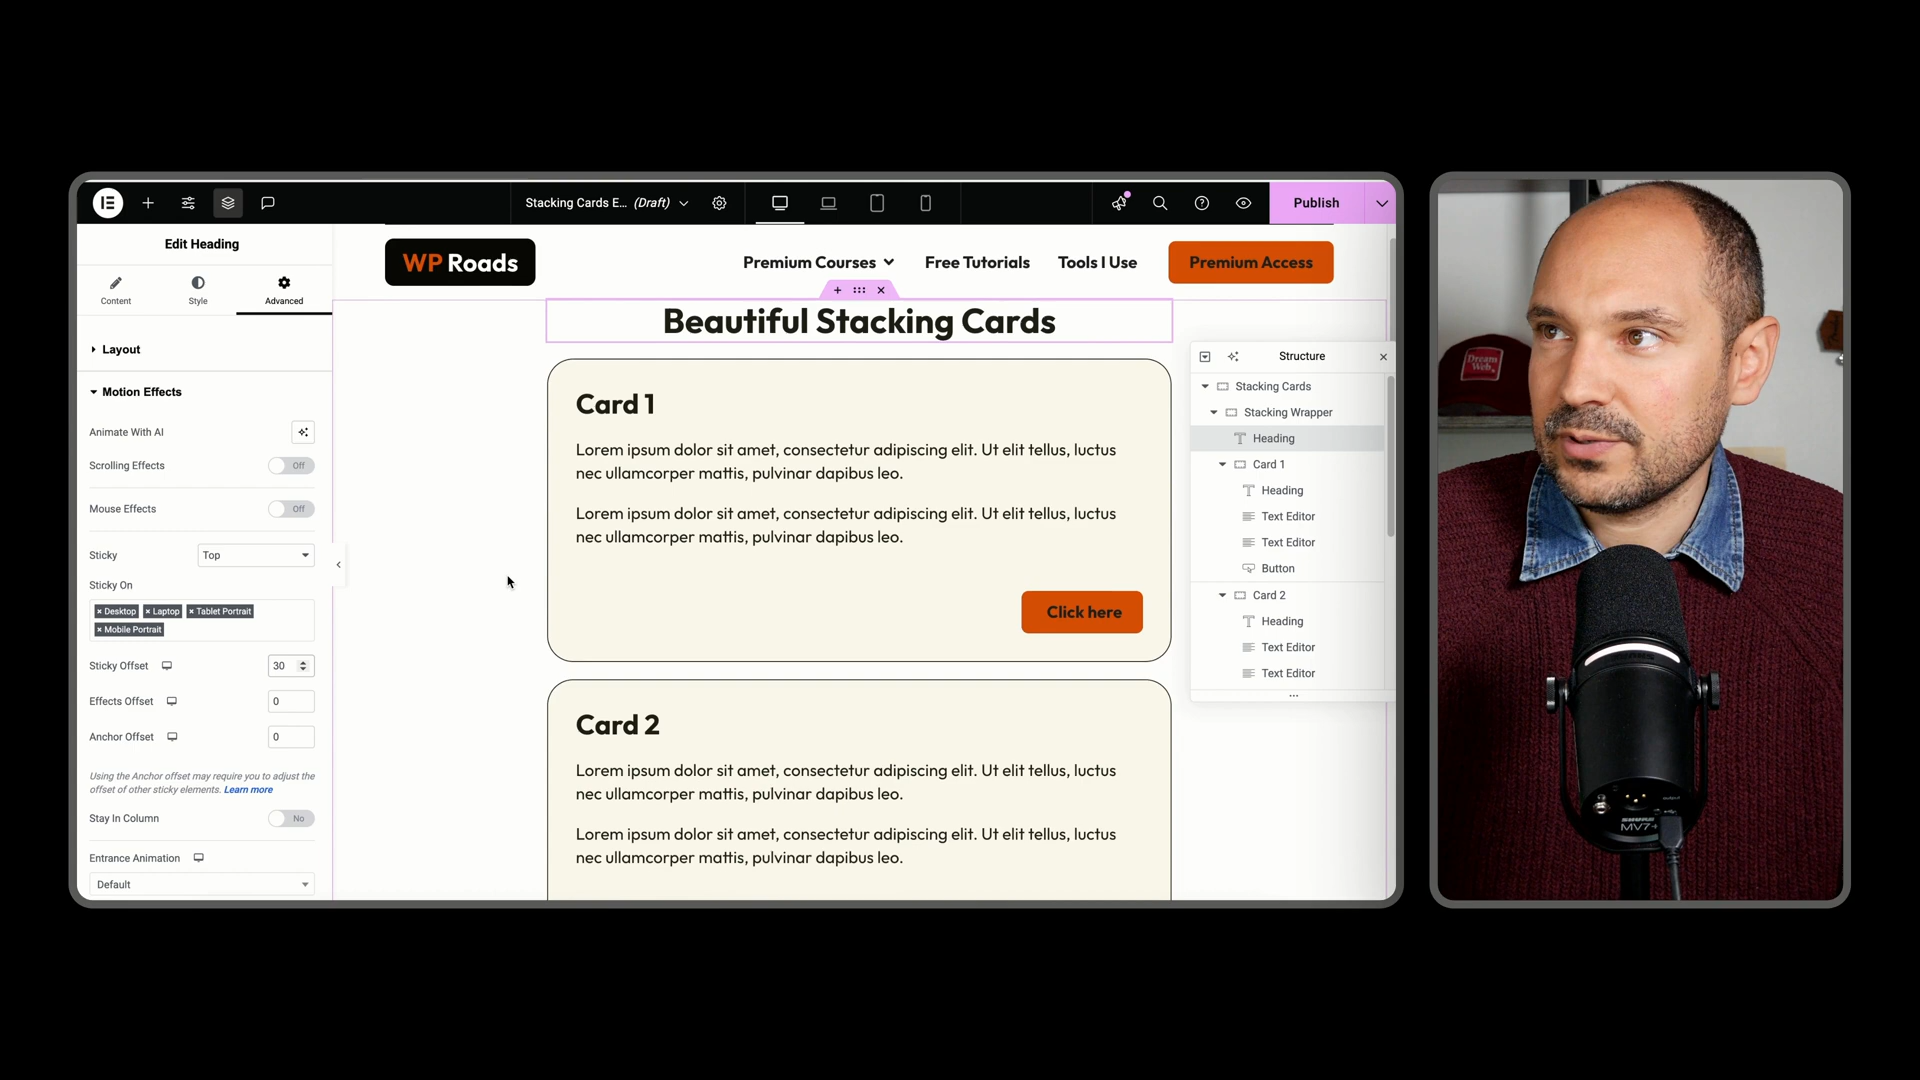 Stacking Cards E... (Draft)
Publish
Edit Heading
Content
Style
Advanced
Layout
Motion Effects
Animate With AI
Scrolling Effects
Off
Mouse Effects
Off
Sticky
Top
Sticky On
× Desktop × Laptop × Tablet Portrait
× Mobile Portrait
Sticky Offset
30
Effects Offset
0
Anchor Offset
0
Using the Anchor offset may require you to adjust the
offset of other sticky elements. Learn more
Stay In Column
No
Entrance Animation
Default
WP Roads
Premium Courses
Free Tutorials
Tools I Use
Premium Access
Beautiful Stacking Cards
Card 1
Lorem ipsum dolor sit amet, consectetur adipiscing elit. Ut elit tellus, luctus
nec ullamcorper mattis, pulvinar dapibus leo.
Lorem ipsum dolor sit amet, consectetur adipiscing elit. Ut elit tellus, luctus
nec ullamcorper mattis, pulvinar dapibus leo.
Click here
Card 2
Lorem ipsum dolor sit amet, consectetur adipiscing elit. Ut elit tellus, luctus
nec ullamcorper mattis, pulvinar dapibus leo.
Lorem ipsum dolor sit amet, consectetur adipiscing elit. Ut elit tellus, luctus
nec ullamcorper mattis, pulvinar dapibus leo.
Structure
Stacking Cards
Stacking Wrapper
Heading
Card 1
Heading
Text Editor
Text Editor
Button
Card 2
Heading
Text Editor
Text Editor
Dream
Web
MV7+